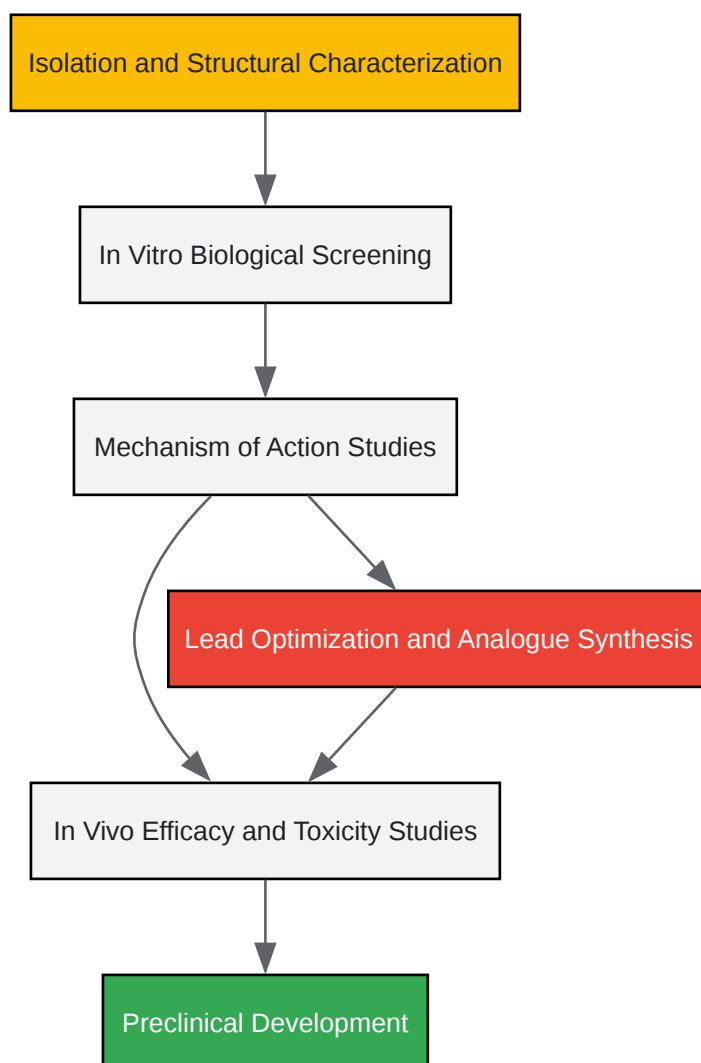 Isolation and Structural Characterization
In Vitro Biological Screening
Mechanism of Action Studies
Lead Optimization and Analogue Synthesis
In Vivo Efficacy and Toxicity Studies
Preclinical Development